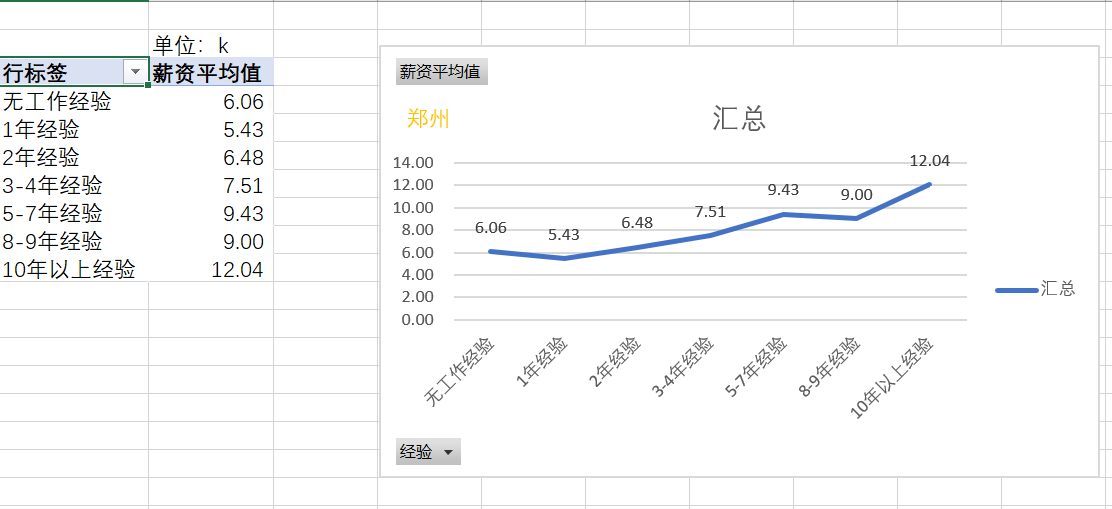 单位：k
行标签 薪资平均值
无工作经验 6.06
1年经验 5.43
2年经验 6.48
3-4年经验 7.51
5-7年经验 9.43
8-9年经验 9.00
10年以上经验 12.04
薪资平均值
郑州
汇总
14.00
12.00
10.00
8.00
6.00
4.00
2.00
0.00
6.06
5.43
6.48
7.51
9.43
9.00
12.04
无工作经验
1年经验
2年经验
3-4年经验
5-7年经验
8-9年经验
10年以上经验
汇总
经验